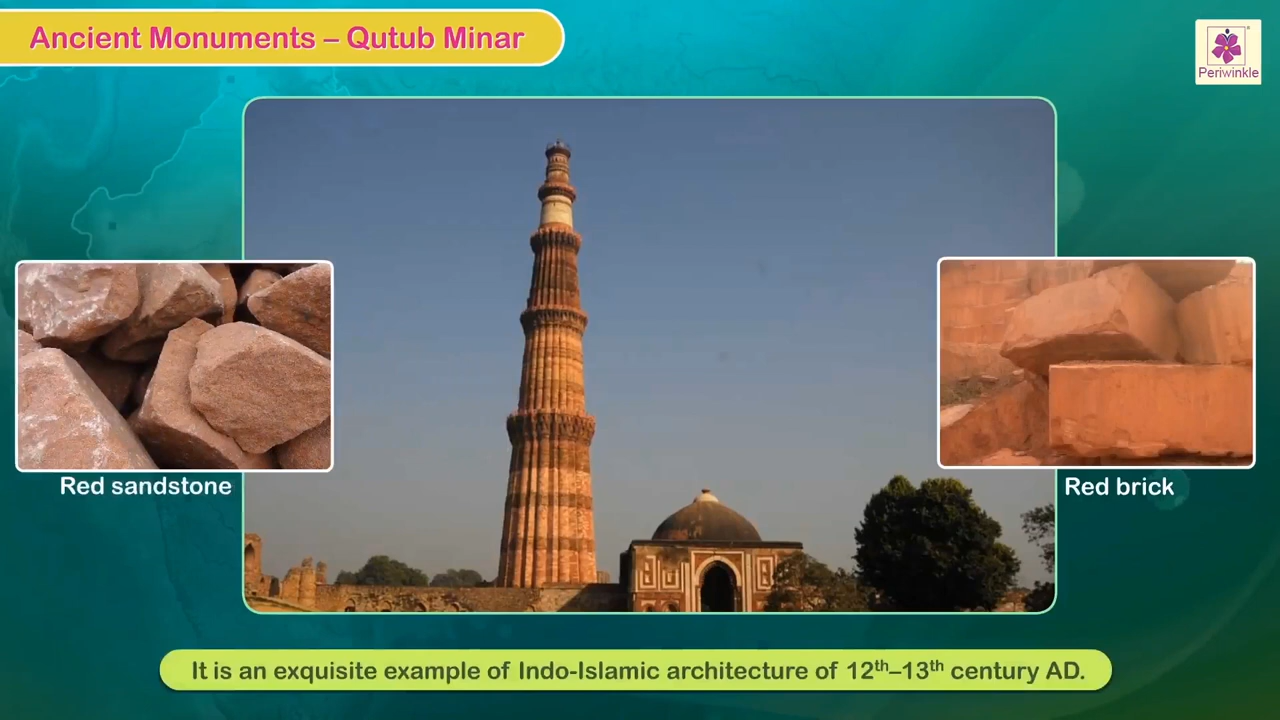 Ancient Monuments – Qutub Minar
Periwinkle
Red sandstone
Red brick
It is an exquisite example of Indo-Islamic architecture of 12th–13th century AD.